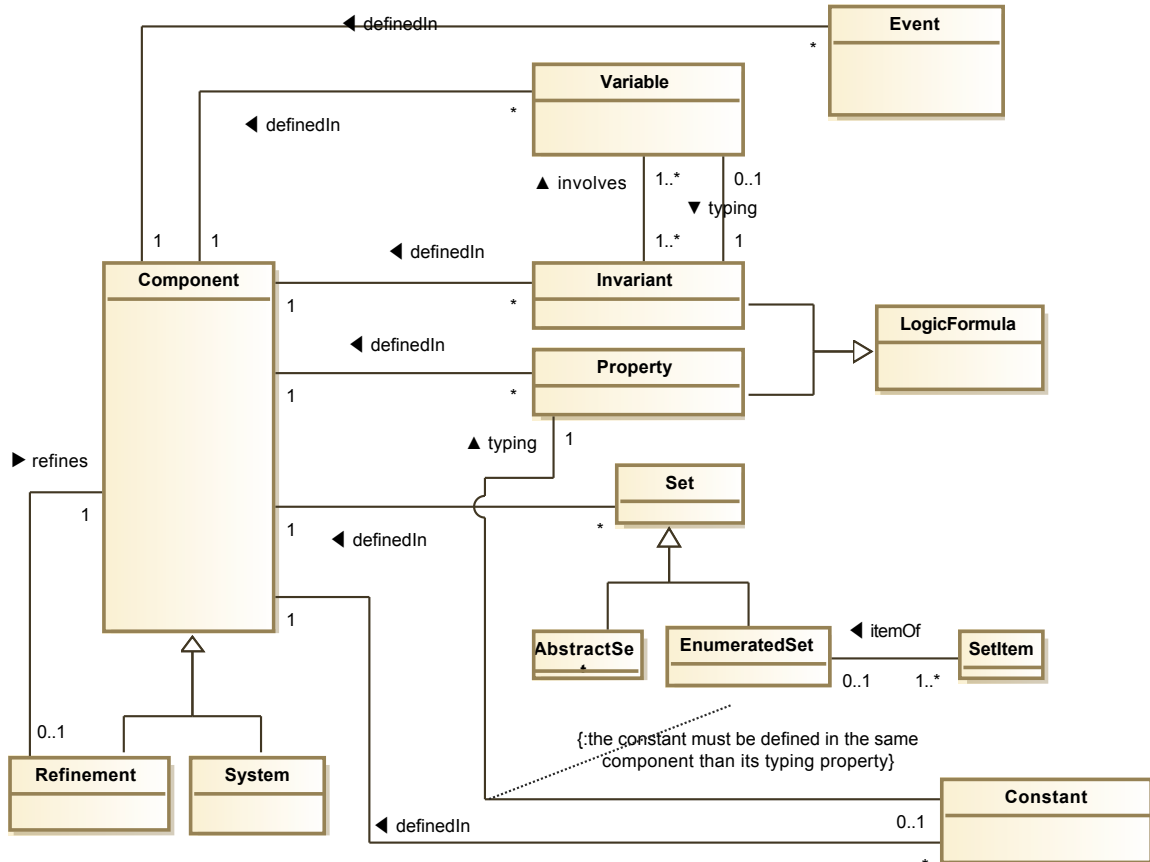 Event
◀ definedIn
*
Variable
◀ definedIn
*
▲ involves
1..*
0..1
▼ typing
1
1
1..*
1
◀ definedIn
Component
Invariant
1
*
LogicFormula
◀ definedIn
Property
1
*
▲ typing
1
▶ refines
Set
1
1
*
◀ definedIn
1
AbstractSet
EnumeratedSet
◀ itemOf
SetItem
0..1
1..*
0..1
{:the constant must be defined in the same
component than its typing property}
Refinement
System
Constant
0..1
◀ definedIn
*